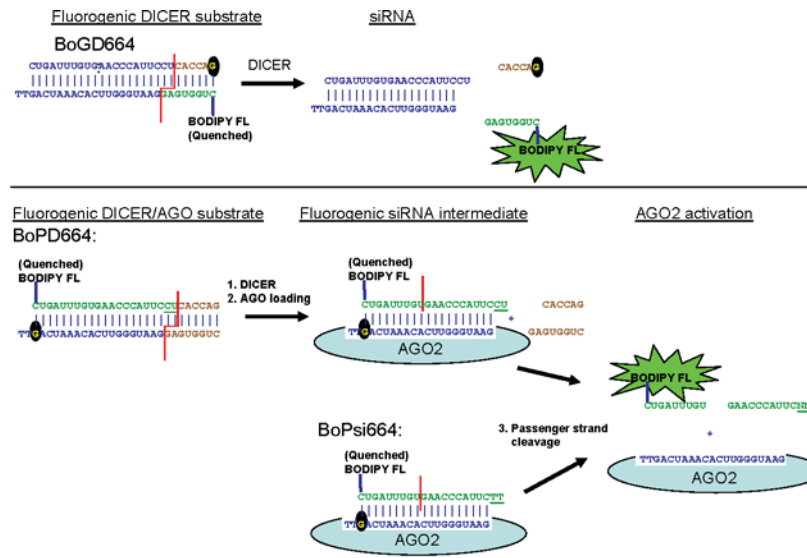 Fluorogenic DICER substrate
siRNA
BoGD664
CUGAUUUGUGUAACCCAUUCCUCACCAG
DICER
CACCAG
CUGAUUUGUGAACCCAUUCCU
TTGACUAAACACUUGGGUAAGGAGUGGUC
TTGACUAAACACUUGGGUAAG
BODIPY FL
(Quenched)
GAGUGGUC
BODIPY FL
Fluorogenic DICER/AGO substrate
Fluorogenic siRNA intermediate
AGO2 activation
BoPD664:
(Quenched)
BODIPY FL
1. DICER
2. AGO loading
(Quenched)
BODIPY FL
CUGAUUUGUGAACCCAUUCCUCACCAG
CUGAUUUGUGAACCCAUUCCU
CACCAG
TTGACUAAACACUUGGGUAAGGAGUGGUC
TTGACUAAACACUUGGGUAAG
+
GAGUGGUC
AGO2
BODIPY FL
CUGAUUUGU GAACCCAUUCNN
BoPsi664:
3. Passenger strand
cleavage
+
(Quenched)
BODIPY FL
TTGACUAAACACUUGGGUAAG
AGO2
CUGAUUUGUGAACCCAUUCTT
TTGACUAAACACUUGGGUAAG
AGO2